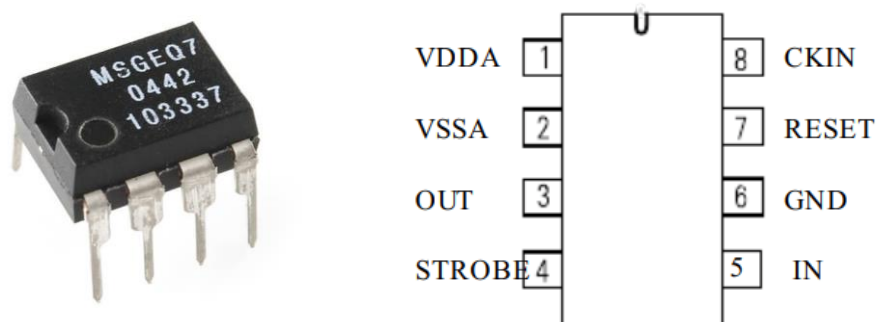 MSGEQ7
0442
103337
VDDA 1
VSSA 2
OUT 3
STROBE 4
8 CKIN
7 RESET
6 GND
5 IN